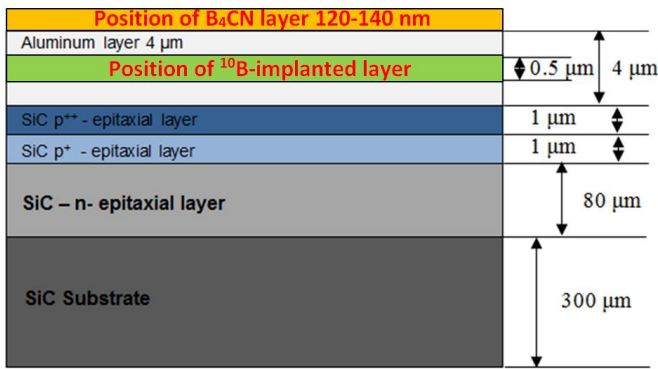 Position of B₄CN layer 120-140 nm
Aluminum layer 4 μm
Position of ¹⁰B-implanted layer
0.5 μm
4 μm
SiC p⁺⁺ - epitaxial layer
1 μm
SiC p⁺ - epitaxial layer
1 μm
SiC – n- epitaxial layer
80 μm
SiC Substrate
300 μm